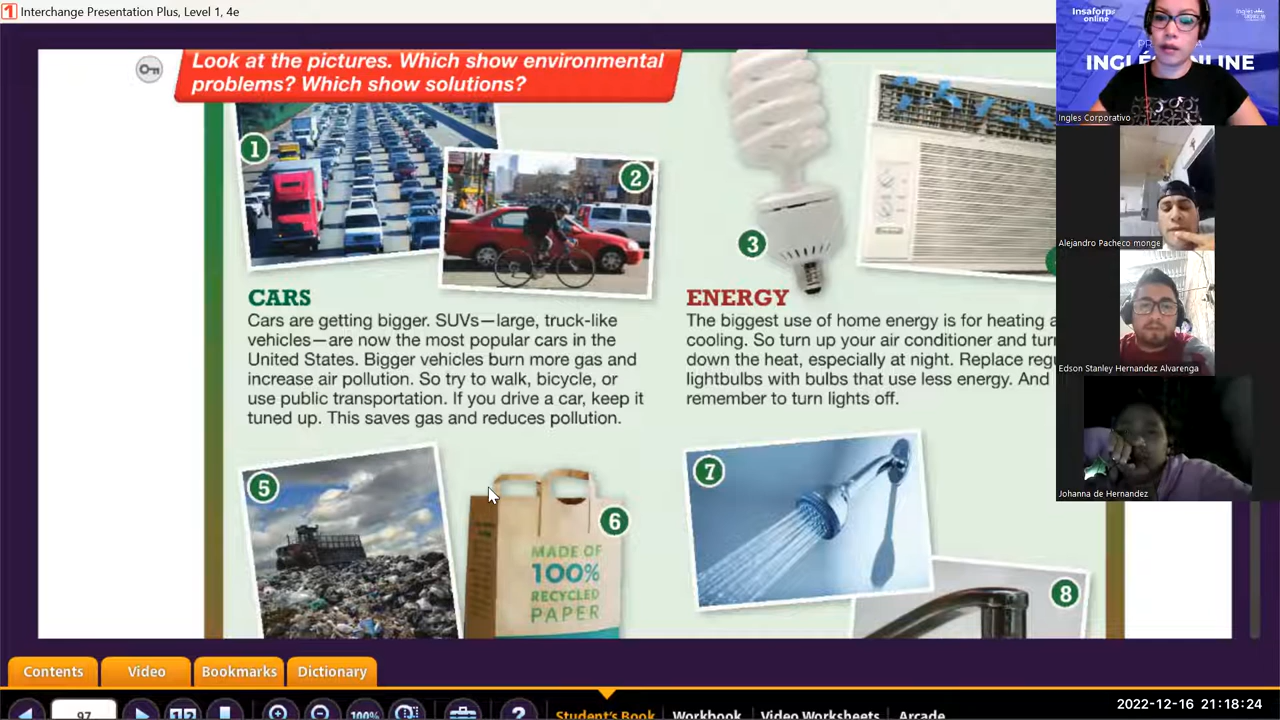 Interchange Presentation Plus, Level 1, 4e
Look at the pictures. Which show environmental
problems? Which show solutions?
1
2
3
CARS
Cars are getting bigger. SUVs—large, truck-like
vehicles—are now the most popular cars in the
United States. Bigger vehicles burn more gas and
increase air pollution. So try to walk, bicycle, or
use public transportation. If you drive a car, keep it
tuned up. This saves gas and reduces pollution.
ENERGY
The biggest use of home energy is for heating
cooling. So turn up your air conditioner and
down the heat, especially at night. Replace
lightbulbs with bulbs that use less energy. And
remember to turn lights off.
5
6
MADE OF
100%
RECYCLED
PAPER
7
8
Insaforp
online
INGLÉS ONLINE
Ingles Corporativo
Alejandro Pacheco monge
Edson Stanley Hernandez Alvarenga
Johanna de Hernandez
Contents
Video
Bookmarks
Dictionary
97
100%
?
Student's Book
Workbook
Video Worksheets
Arcade
2022-12-16 21:18:24